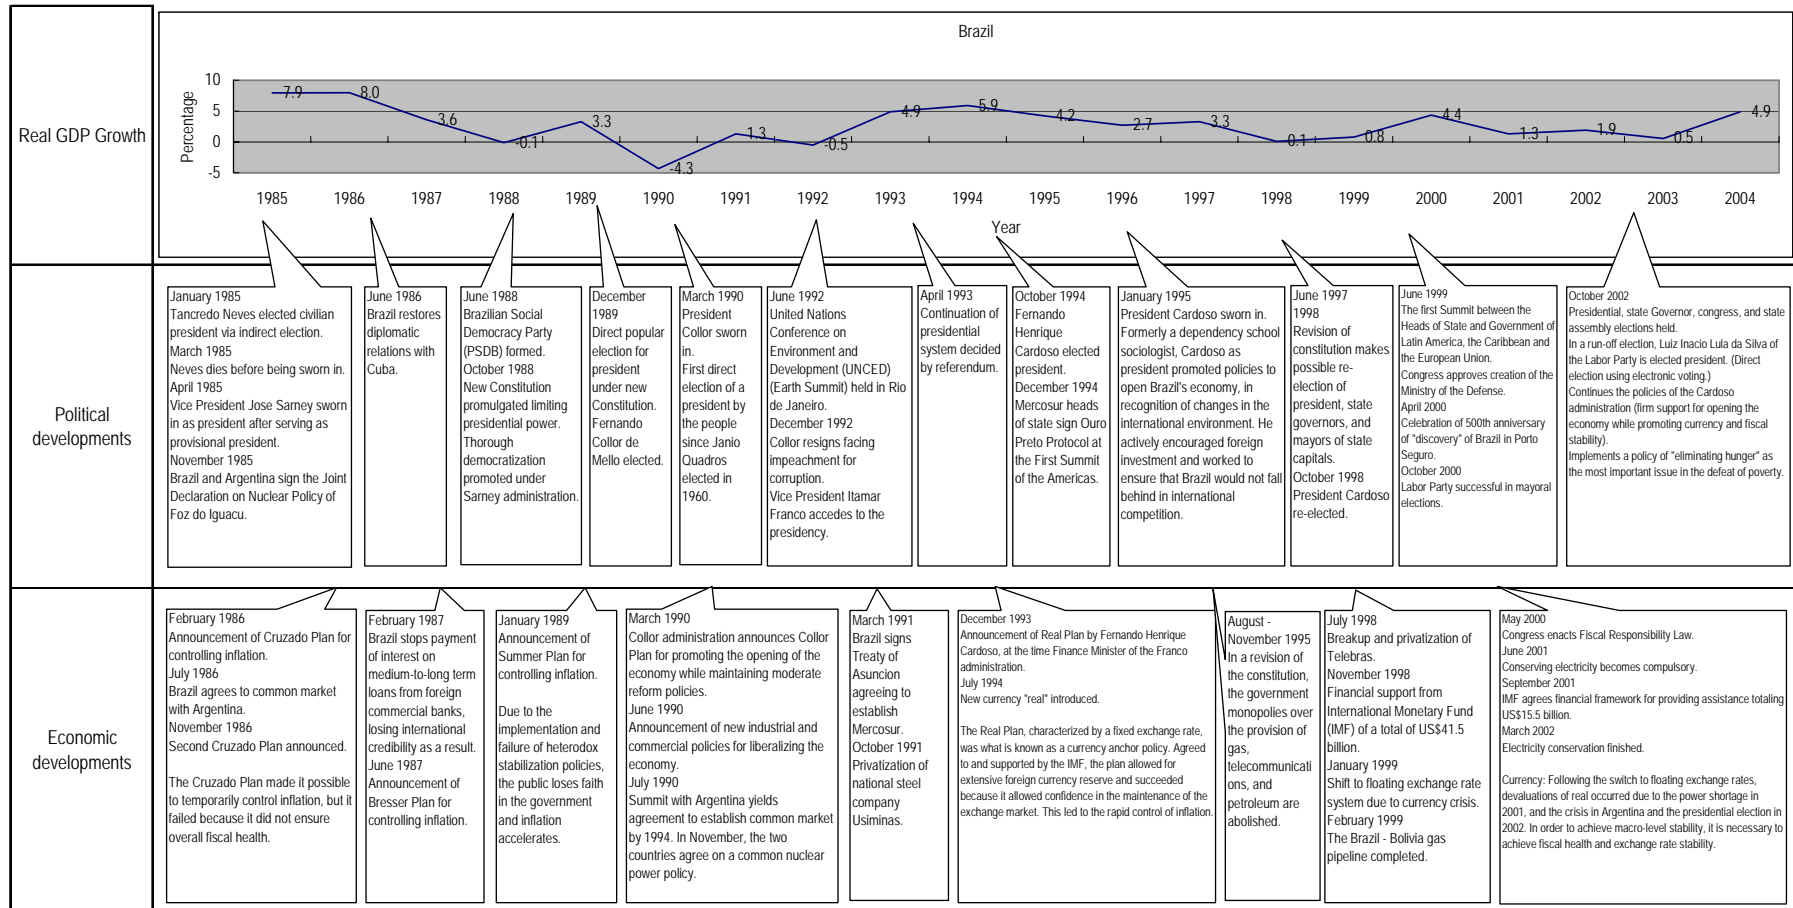 Real GDP Growth
Brazil
Percentage
10
5
0
-5
7.9
8.0
3.6
-0.1
3.3
-4.3
1.3
-0.5
4.9
5.9
4.2
2.7
3.3
0.1
0.8
4.4
1.3
1.9
0.5
4.9
1985
1986
1987
1988
1989
1990
1991
1992
1993
1994
1995
1996
1997
1998
1999
2000
2001
2002
2003
2004
Year
Political
developments
January 1985
Tancredo Neves elected civilian
president via indirect election.
March 1985
Neves dies before being sworn in.
April 1985
Vice President Jose Sarney sworn
in as president after serving as
provisional president.
November 1985
Brazil and Argentina sign the Joint
Declaration on Nuclear Policy of
Foz do Iguacu.
June 1986
Brazil restores
diplomatic
relations with
Cuba.
June 1988
Brazilian Social
Democracy Party
(PSDB) formed.
October 1988
New Constitution
promulgated limiting
presidential power.
Thorough
democratization
promoted under
Sarney administration.
December
1989
Direct popular
election for
president
under new
Constitution.
Fernando
Collor de
Mello elected.
March 1990
President
Collor sworn
in.
First direct
election of a
president by
the people
since Janio
Quadros
elected in
1960.
June 1992
United Nations
Conference on
Environment and
Development (UNCED)
(Earth Summit) held in Rio
de Janeiro.
December 1992
Collor resigns facing
impeachment for
corruption.
Vice President Itamar
Franco accedes to the
presidency.
April 1993
Continuation of
presidential
system decided
by referendum.
October 1994
Fernando
Henrique
Cardoso elected
president.
December 1994
Mercosur heads
of state sign Ouro
Preto Protocol at
the First Summit
of the Americas.
January 1995
President Cardoso sworn in.
Formerly a dependency school
sociologist, Cardoso as
president promoted policies to
open Brazil's economy, in
recognition of changes in the
international environment. He
actively encouraged foreign
investment and worked to
ensure that Brazil would not fall
behind in international
competition.
June 1997
1998
Revision of
constitution makes
possible re-
election of
president, state
governors, and
mayors of state
capitals.
October 1998
President Cardoso
re-elected.
June 1999
The first Summit between the
Heads of State and Government of
Latin America, the Caribbean and
the European Union.
Congress approves creation of the
Ministry of the Defense.
April 2000
Celebration of 500th anniversary
of "discovery" of Brazil in Porto
Seguro.
October 2000
Labor Party successful in mayoral
elections.
October 2002
Presidential, state Governor, congress, and state
assembly elections held.
In a run-off election, Luiz Inacio Lula da Silva of
the Labor Party is elected president. (Direct
election using electronic voting.)
Continues the policies of the Cardoso
administration (firm support for opening the
economy while promoting currency and fiscal
stability).
Implements a policy of "eliminating hunger" as
the most important issue in the defeat of poverty.
Economic
developments
February 1986
Announcement of Cruzado Plan for
controlling inflation.
July 1986
Brazil agrees to common market
with Argentina.
November 1986
Second Cruzado Plan announced.
The Cruzado Plan made it possible
to temporarily control inflation, but it
failed because it did not ensure
overall fiscal health.
February 1987
Brazil stops payment
of interest on
medium-to-long term
loans from foreign
commercial banks,
losing international
credibility as a result.
June 1987
Announcement of
Bresser Plan for
controlling inflation.
January 1989
Announcement of
Summer Plan for
controlling inflation.
Due to the
implementation and
failure of heterodox
stabilization policies,
the public loses faith
in the government
and inflation
accelerates.
March 1990
Collor administration announces Collor
Plan for promoting the opening of the
economy while maintaining moderate
reform policies.
June 1990
Announcement of new industrial and
commercial policies for liberalizing the
economy.
July 1990
Summit with Argentina yields
agreement to establish common market
by 1994. In November, the two
countries agree on a common nuclear
power policy.
March 1991
Brazil signs
Treaty of
Asuncion
agreeing to
establish
Mercosur.
October 1991
Privatization of
national steel
company
Usiminas.
December 1993
Announcement of Real Plan by Fernando Henrique
Cardoso, at the time Finance Minister of the Franco
administration.
July 1994
New currency "real" introduced.
The Real Plan, characterized by a fixed exchange rate,
was what is known as a currency anchor policy. Agreed
to and supported by the IMF, the plan allowed for
extensive foreign currency reserve and succeeded
because it allowed confidence in the maintenance of the
exchange market. This led to the rapid control of inflation.
August -
November 1995
In a revision of
the constitution,
the government
monopolies over
the provision of
gas,
telecommunicati
ons, and
petroleum are
abolished.
July 1998
Breakup and privatization of
Telebras.
November 1998
Financial support from
International Monetary Fund
(IMF) of a total of US$41.5
billion.
January 1999
Shift to floating exchange rate
system due to currency crisis.
February 1999
The Brazil - Bolivia gas
pipeline completed.
May 2000
Congress enacts Fiscal Responsibility Law.
June 2001
Conserving electricity becomes compulsory.
September 2001
IMF agrees financial framework for providing assistance totaling
US$15.5 billion.
March 2002
Electricity conservation finished.
Currency: Following the switch to floating exchange rates,
devaluations of real occurred due to the power shortage in
2001, and the crisis in Argentina and the presidential election in
2002. In order to achieve macro-level stability, it is necessary to
achieve fiscal health and exchange rate stability.